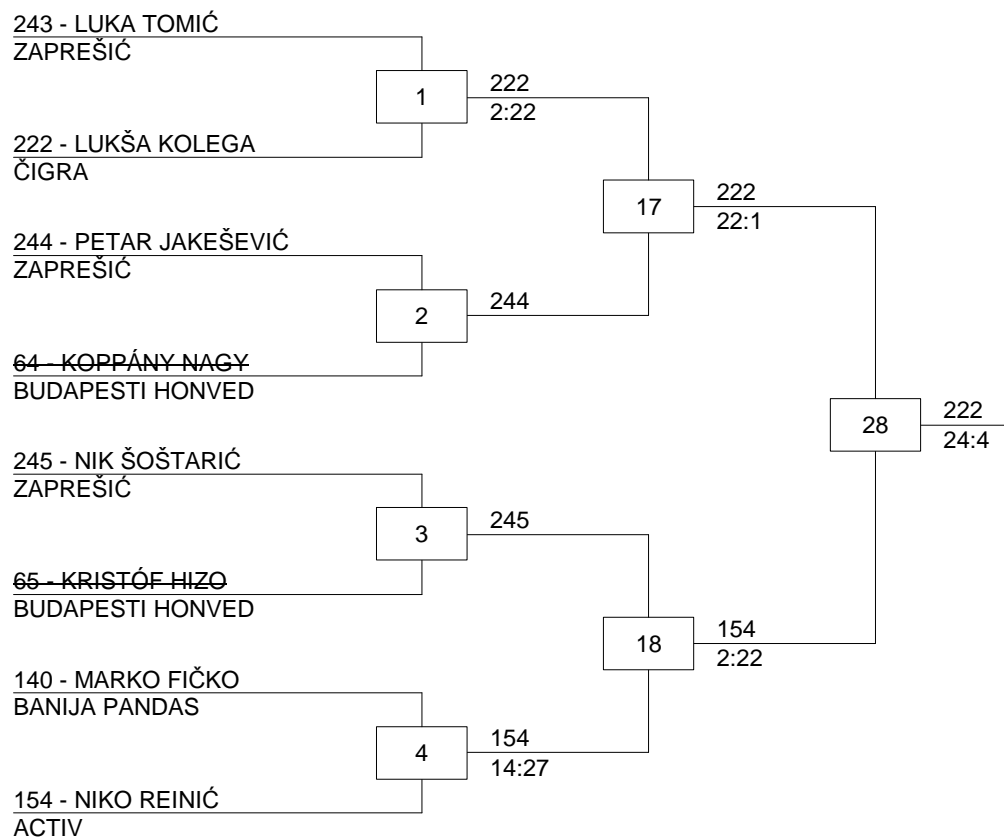 243 - LUKA TOMIĆ
ZAPREŠIĆ
1
222
2:22
222 - LUKŠA KOLEGA
ČIGRA
17
222
22:1
244 - PETAR JAKEŠEVIĆ
ZAPREŠIĆ
2
244
64 - KOPPÁNY NAGY
BUDAPESTI HONVED
28
222
24:4
245 - NIK ŠOŠTARIĆ
ZAPREŠIĆ
3
245
65 - KRISTÓF HIZO
BUDAPESTI HONVED
18
154
2:22
140 - MARKO FIČKO
BANIJA PANDAS
4
154
14:27
154 - NIKO REINIĆ
ACTIV